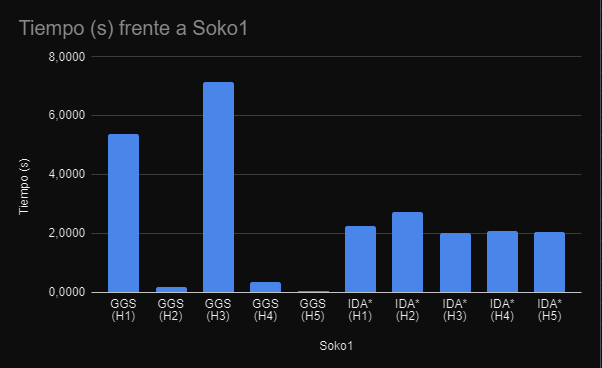 Tiempo (s) frente a Soko1
8,0000
6,0000
4,0000
2,0000
0,0000
Tiempo (s)
GGS (H1)
GGS (H2)
GGS (H3)
GGS (H4)
GGS (H5)
IDA* (H1)
IDA* (H2)
IDA* (H3)
IDA* (H4)
IDA* (H5)
Soko1